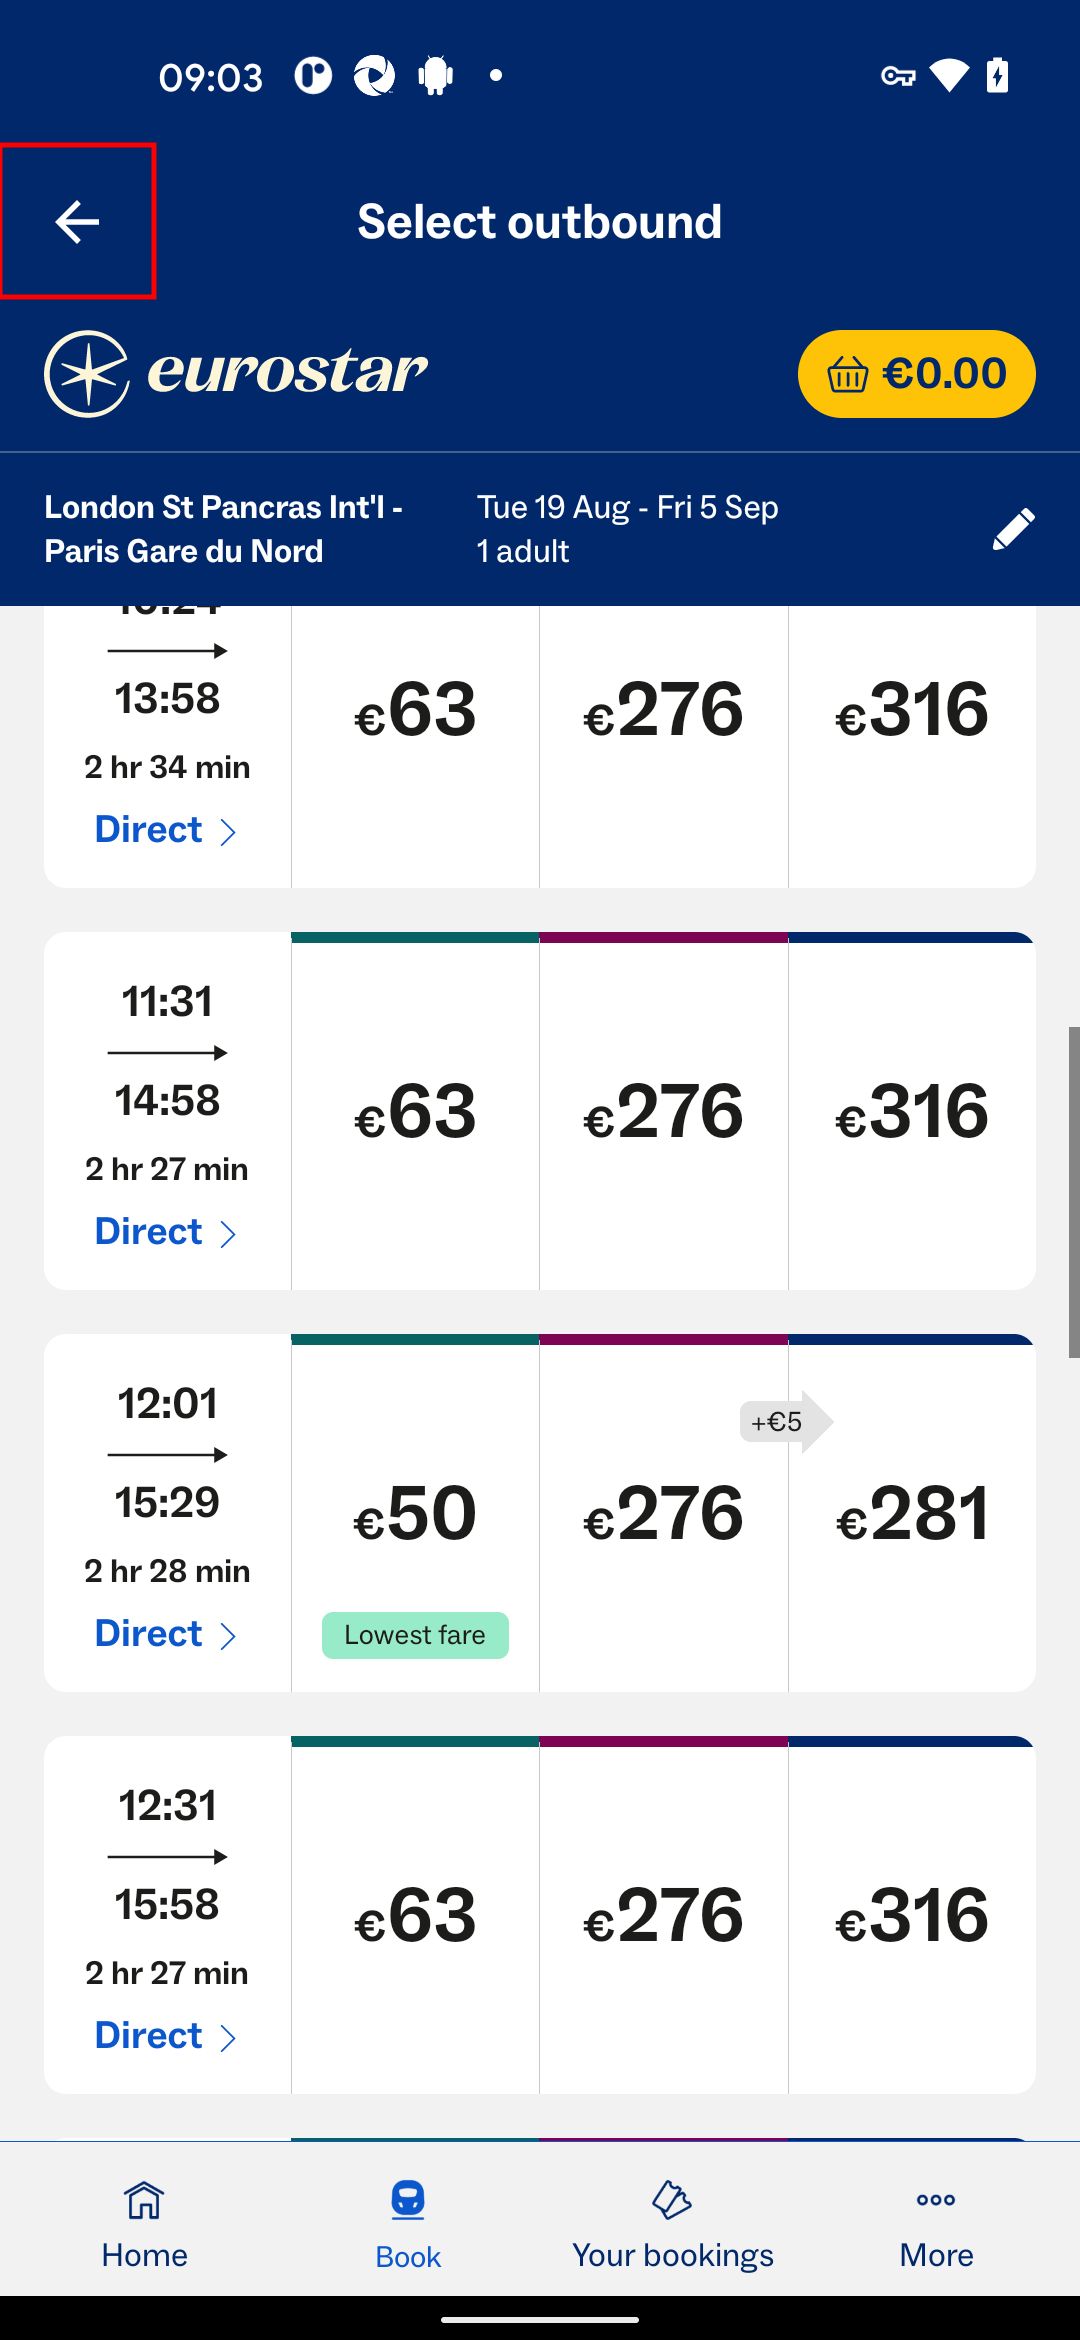 09:03
Select outbound
eurostar
€0.00
London St Pancras Int'l -
Paris Gare du Nord
Tue 19 Aug - Fri 5 Sep
1 adult
13:58
2 hr 34 min
Direct
€63
€276
€316
11:31
14:58
2 hr 27 min
Direct
€63
€276
€316
12:01
15:29
2 hr 28 min
Direct
€50
Lowest fare
€276
+€5
€281
12:31
15:58
2 hr 27 min
Direct
€63
€276
€316
Home
Book
Your bookings
More